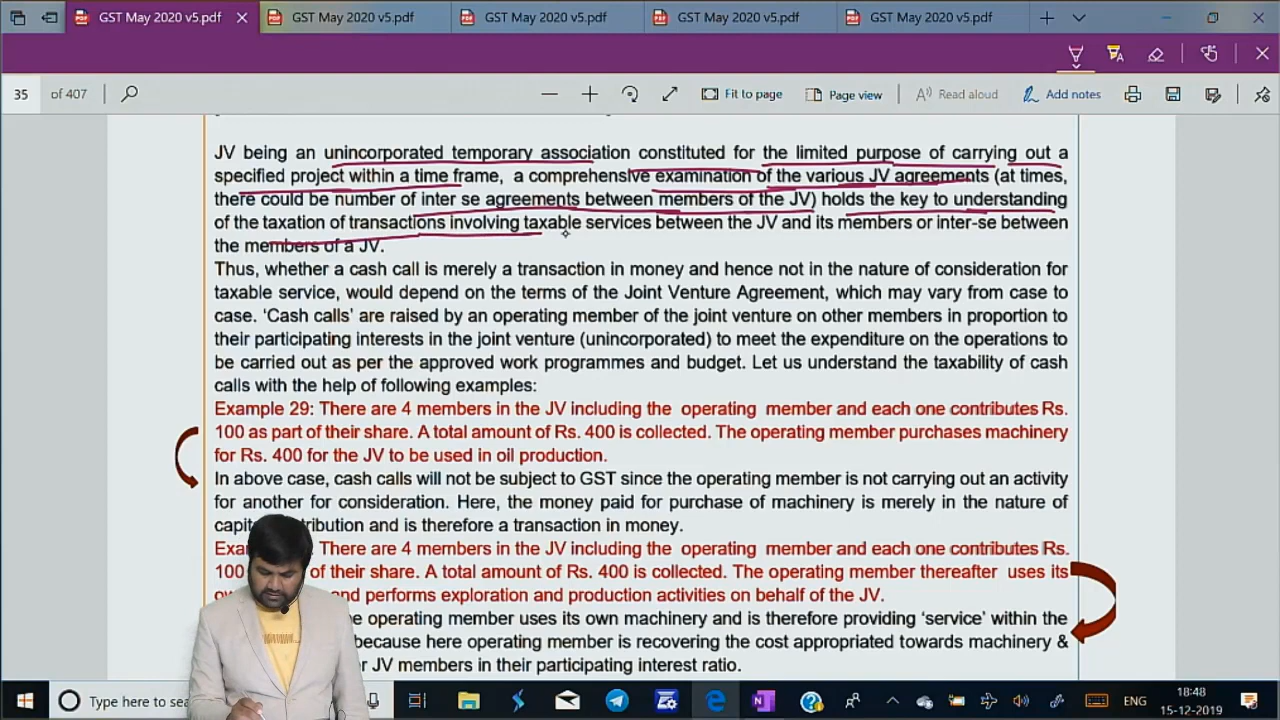 GST May 2020 v5.pdf
GST May 2020 v5.pdf
GST May 2020 v5.pdf
GST May 2020 v5.pdf
GST May 2020 v5.pdf
35 of 407
Fit to page
Page view
Read aloud
Add notes
JV being an unincorporated temporary association constituted for the limited purpose of carrying out a
specified project within a time frame, a comprehensive examination of the various JV agreements (at times,
there could be number of inter se agreements between members of the JV) holds the key to understanding
of the taxation of transactions involving taxable services between the JV and its members or inter-se between
the members of a JV.
Thus, whether a cash call is merely a transaction in money and hence not in the nature of consideration for
taxable service, would depend on the terms of the Joint Venture Agreement, which may vary from case to
case. ‘Cash calls’ are raised by an operating member of the joint venture on other members in proportion to
their participating interests in the joint venture (unincorporated) to meet the expenditure on the operations to
be carried out as per the approved work programmes and budget. Let us understand the taxability of cash
calls with the help of following examples:
Example 29: There are 4 members in the JV including the operating member and each one contributes Rs.
100 as part of their share. A total amount of Rs. 400 is collected. The operating member purchases machinery
for Rs. 400 for the JV to be used in oil production.
In above case, cash calls will not be subject to GST since the operating member is not carrying out an activity
for another for consideration. Here, the money paid for purchase of machinery is merely in the nature of
and is therefore a transaction in money.
There are 4 members in the JV including the operating member and each one contributes Rs.
100 of their share. A total amount of Rs. 400 is collected. The operating member thereafter uses its
and performs exploration and production activities on behalf of the JV.
operating member uses its own machinery and is therefore providing ‘service’ within the
because here operating member is recovering the cost appropriated towards machinery &
JV members in their participating interest ratio.
Type here to
ENG
18:48
15-12-2019